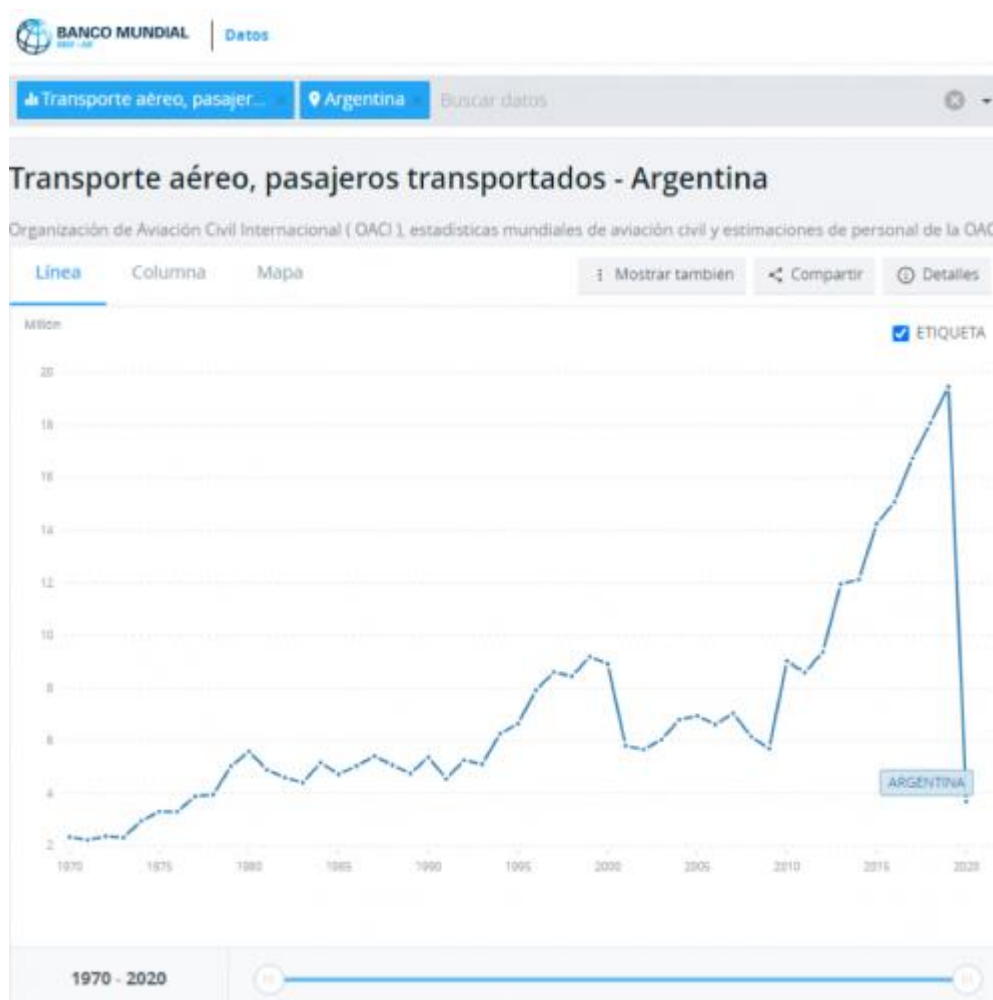 BANCO MUNDIAL
Datos
Transporte aéreo, pasajer...
Argentina
Buscar datos
Transporte aéreo, pasajeros transportados - Argentina
Organización de Aviación Civil Internacional ( OACI ), estadísticas mundiales de aviación civil y estimaciones de personal de la OAC
Línea Columna Mapa
Mostrar también Compartir Detalles
Millón
ETIQUETA
20
18
16
14
12
10
8
6
4
2
ARGENTINA
1970 1975 1980 1985 1990 1995 2000 2005 2010 2015 2020
1970 - 2020